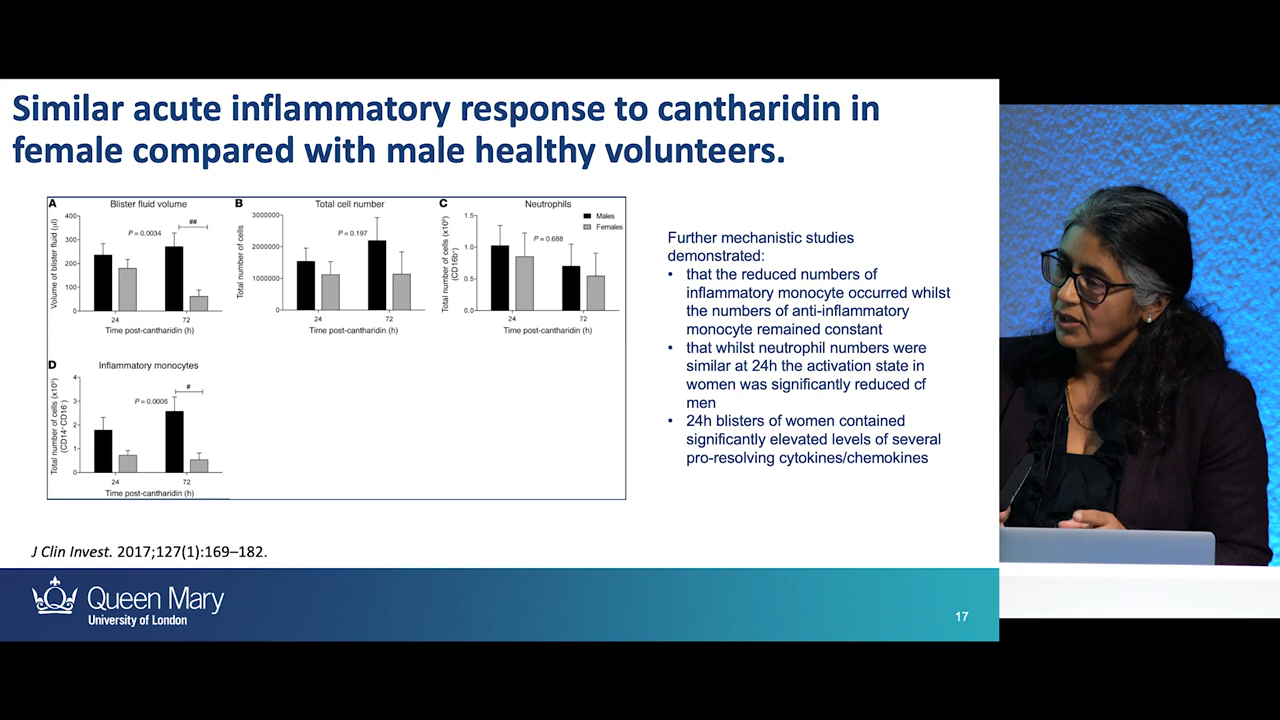 Similar acute inflammatory response to cantharidin in
female compared with male healthy volunteers.
A
Blister fluid volume
Volume of blister fluid (µl)
400
300
200
100
0
P = 0.0034
##
24
72
Time post-cantharidin (h)
B
Total cell number
Total number of cells
3000000
2000000
1000000
0
P = 0.197
24
72
Time post-cantharidin (h)
C
Neutrophils
Total number of cells (x10⁶)
(CD16b⁺)
1.5
1.0
0.5
0.0
P = 0.688
Males
Females
24
72
Time post-cantharidin (h)
D
Inflammatory monocytes
Total number of cells (x10⁵)
(CD14⁺ CD16⁻)
4
3
2
1
0
P = 0.0006
#
24
72
Time post-cantharidin (h)
Further mechanistic studies
demonstrated:
• that the reduced numbers of
inflammatory monocyte occurred whilst
the numbers of anti-inflammatory
monocyte remained constant
• that whilst neutrophil numbers were
similar at 24h the activation state in
women was significantly reduced cf
men
• 24h blisters of women contained
significantly elevated levels of several
pro-resolving cytokines/chemokines
J Clin Invest. 2017;127(1):169–182.
Queen Mary
University of London
17